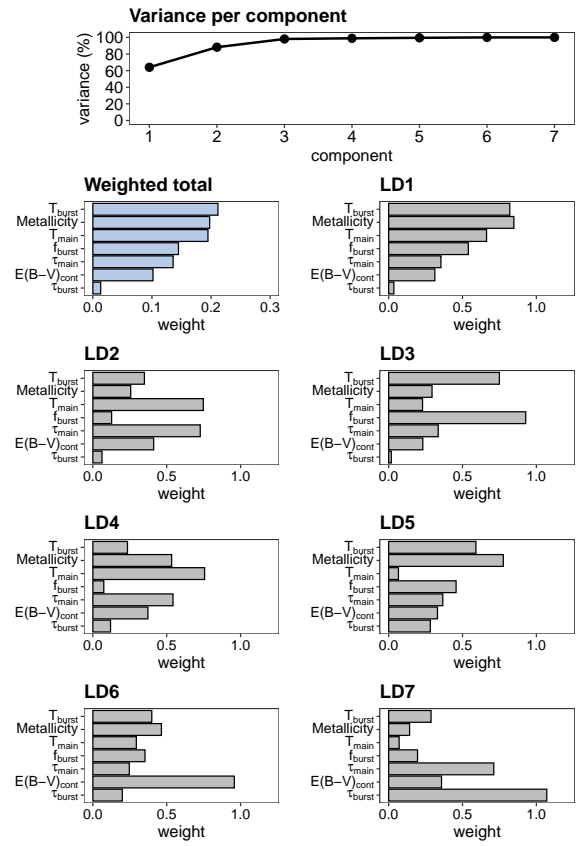 Variance per component
variance (%)
100
80
60
40
20
0
1 2 3 4 5 6 7
component
Weighted total
T_burst
Metallicity
T_main
f_burst
τ_main
E(B−V)_cont
τ_burst
0.0 0.1 0.2 0.3
weight
LD1
T_burst
Metallicity
T_main
f_burst
τ_main
E(B−V)_cont
τ_burst
0.0 0.5 1.0
weight
LD2
T_burst
Metallicity
T_main
f_burst
τ_main
E(B−V)_cont
τ_burst
0.0 0.5 1.0
weight
LD3
T_burst
Metallicity
T_main
f_burst
τ_main
E(B−V)_cont
τ_burst
0.0 0.5 1.0
weight
LD4
T_burst
Metallicity
T_main
f_burst
τ_main
E(B−V)_cont
τ_burst
0.0 0.5 1.0
weight
LD5
T_burst
Metallicity
T_main
f_burst
τ_main
E(B−V)_cont
τ_burst
0.0 0.5 1.0
weight
LD6
T_burst
Metallicity
T_main
f_burst
τ_main
E(B−V)_cont
τ_burst
0.0 0.5 1.0
weight
LD7
T_burst
Metallicity
T_main
f_burst
τ_main
E(B−V)_cont
τ_burst
0.0 0.5 1.0
weight